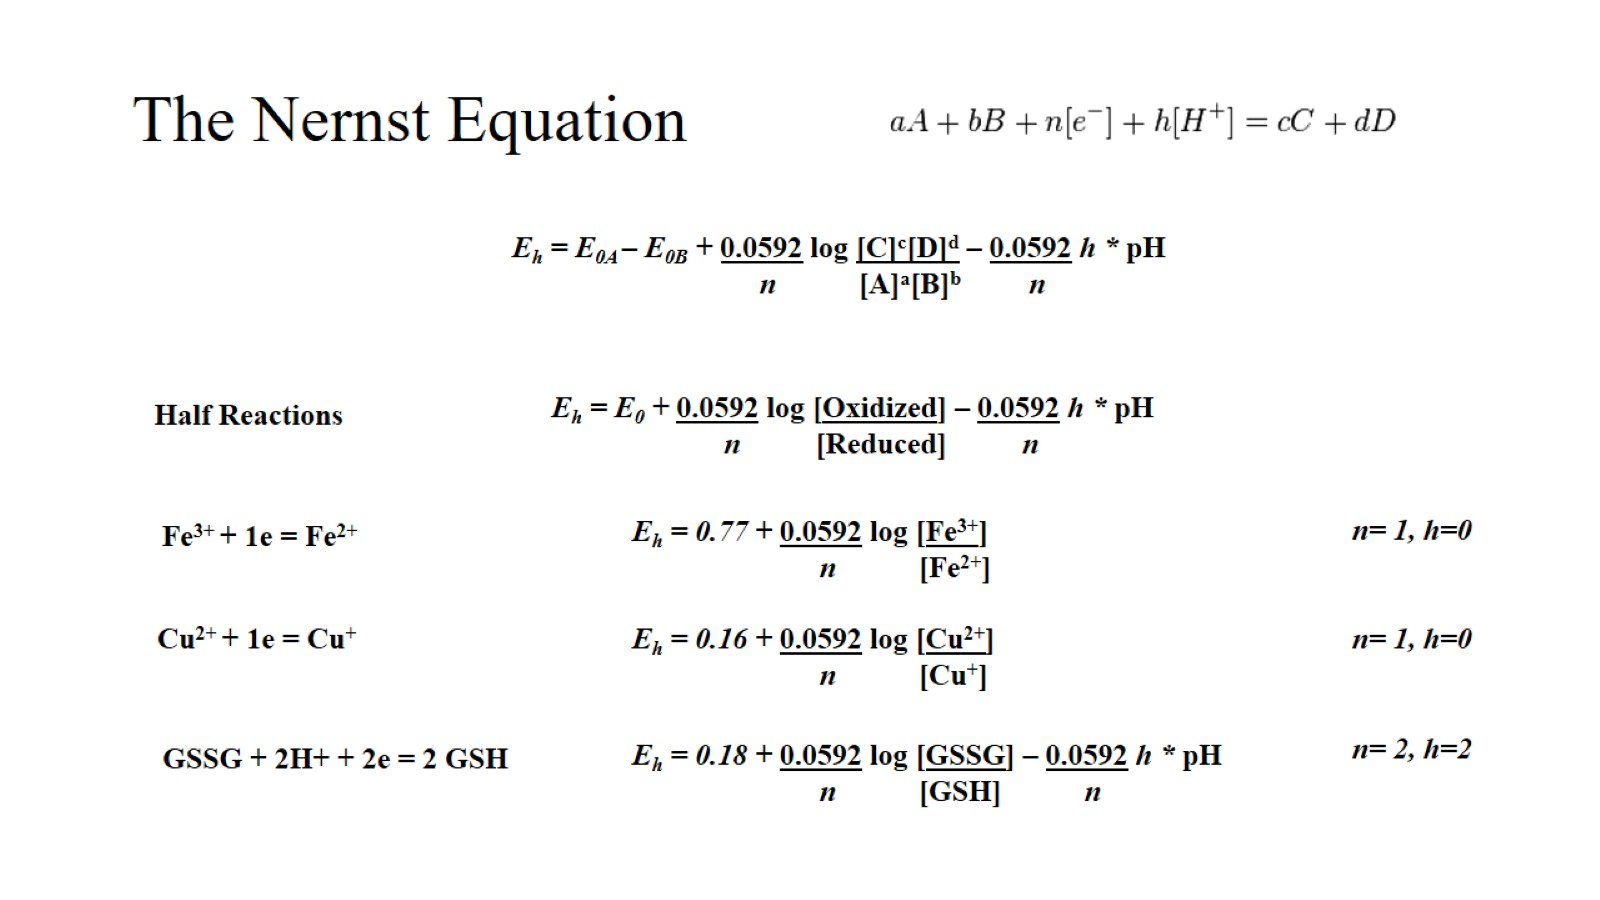 The Nernst Equation
aA + bB + n[e⁻] + h[H⁺] = cC + dD
Eₕ = E₀A – E₀B + 0.0592 log [C]ᶜ[D]ᵈ – 0.0592 h * pH
n [A]ᵃ[B]ᵇ n
Half Reactions
Eₕ = E₀ + 0.0592 log [Oxidized] – 0.0592 h * pH
n [Reduced] n
Fe³⁺ + 1e = Fe²⁺
Eₕ = 0.77 + 0.0592 log [Fe³⁺]
n [Fe²⁺]
n= 1, h=0
Cu²⁺ + 1e = Cu⁺
Eₕ = 0.16 + 0.0592 log [Cu²⁺]
n [Cu⁺]
n= 1, h=0
GSSG + 2H+ + 2e = 2 GSH
Eₕ = 0.18 + 0.0592 log [GSSG] – 0.0592 h * pH
n [GSH] n
n= 2, h=2